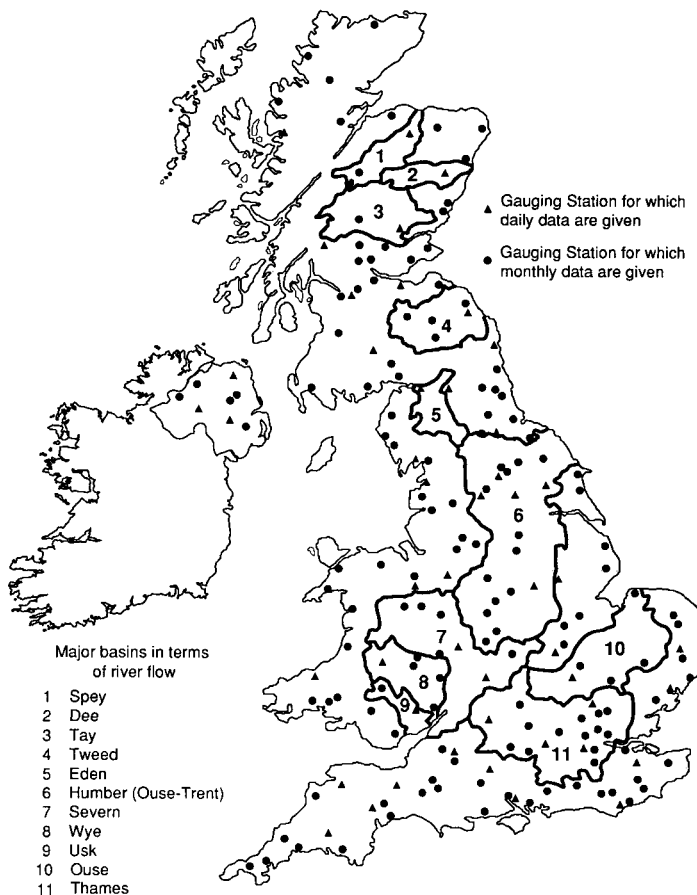 1
2
3
Gauging Station for which
daily data are given
Gauging Station for which
monthly data are given
4
5
6
7
8
9
10
11
Major basins in terms
of river flow
1 Spey
2 Dee
3 Tay
4 Tweed
5 Eden
6 Humber (Ouse-Trent)
7 Severn
8 Wye
9 Usk
10 Ouse
11 Thames